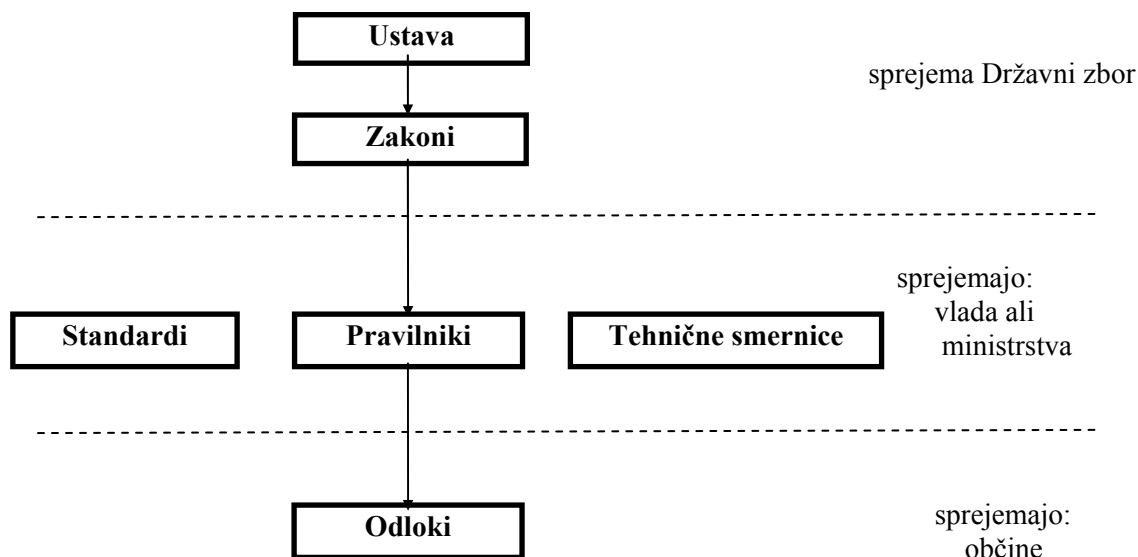 Ustava
sprejema Državni zbor
Zakoni
sprejemajo:
vlada ali
ministrstva
Standardi
Pravilniki
Tehnične smernice
Odloki
sprejemajo:
občine